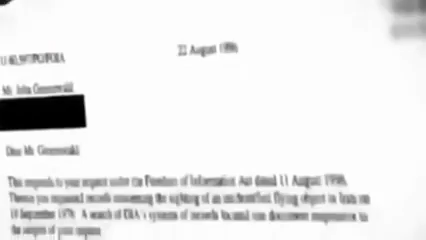 22 August 1996
Mr. John Greenewald
Dear Mr. Greenewald:
This responds to your request under the Freedom of Information Act dated 11 August 1996.
Therein you requested records concerning the sighting of an unidentified flying object in Iran on
19 September 1976. A search of DIA's systems of records located one document responsive to
the subject of your request.